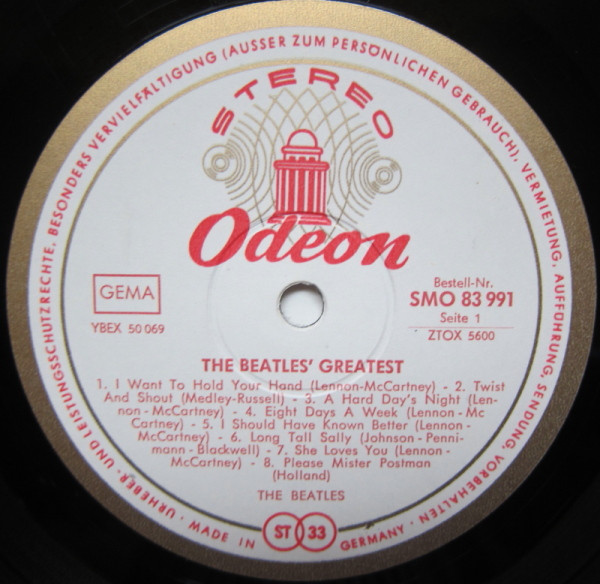 URHEBER- UND LEISTUNGSSCHUTZRECHTE, BESONDERS VERVIELFÄLTIGUNG (AUSSER ZUM PERSÖNLICHEN GEBRAUCH), VERMIETUNG, AUFFÜHRUNG, SENDUNG, VORBEHALTEN ·
STEREO
Odeon
GEMA
YBEX 50 069
Bestell-Nr.
SMO 83 991
Seite 1
ZTOX 5600
THE BEATLES' GREATEST
1. I Want To Hold Your Hand (Lennon-McCartney) - 2. Twist
And Shout (Medley-Russell) - 3. A Hard Day's Night (Len-
non - McCartney) - 4. Eight Days A Week (Lennon - Mc
Cartney) - 5. I Should Have Known Better (Lennon -
McCartney) - 6. Long Tall Sally (Johnson - Penni-
mann - Blackwell) - 7. She Loves You (Lennon -
McCartney) - 8. Please Mister Postman
(Holland)
THE BEATLES
· MADE IN GERMANY ·
ST 33